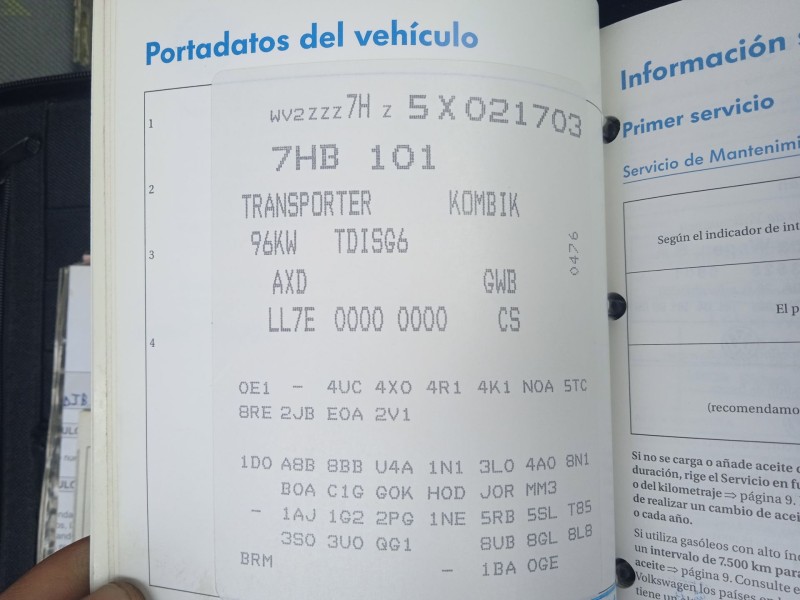 Portadatos del vehículo
1
WV2ZZZ7H Z 5X021703
7HB 101
2
TRANSPORTER KOMBIK
3
96KW TDISG6
0476
AXD GWB
LL7E 0000 0000 CS
4
0E1 - 4UC 4X0 4R1 4K1 N0A 5TC
8RE 2JB E0A 2V1
1D0 A8B 8BB U4A 1N1 3L0 4A0 8N1
B0A C1G G0K H0D J0R MM3
- 1AJ 1G2 2PG 1NE 5RB 5SL T85
3S0 3U0 QG1 8UB 8GL 8L8
BRM - 1BA 0GE
Información
Primer servicio
Servicio de Mantenimi
Según el indicador de int
El p
(recomendamo
Si no se carga o añade aceite d
duración, rige el Servicio en fu
o del kilometraje ⇒ página 9.
de realizar un cambio de acei
o cada año.
Si utiliza gasóleos con alto ín
un intervalo de 7.500 km para
aceite ⇒ página 9. Consulte e
Volkswagen los países en
tiene un